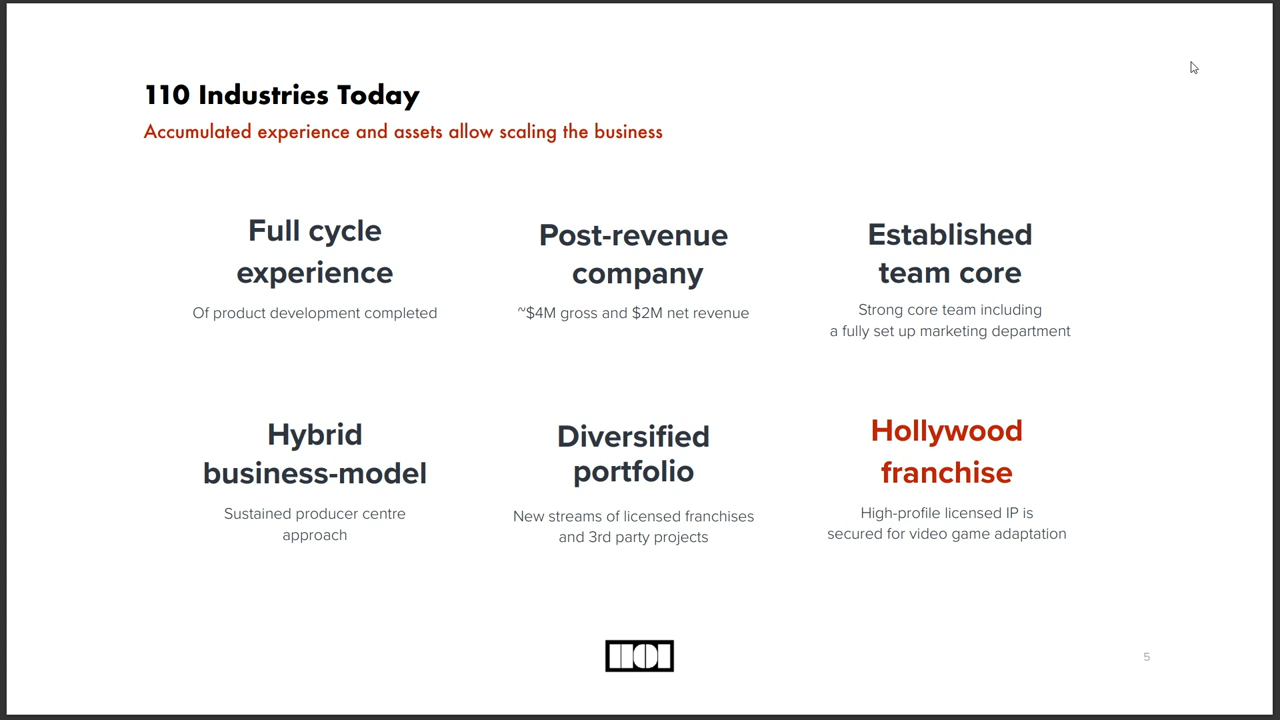 110 Industries Today
Accumulated experience and assets allow scaling the business
Full cycle
experience
Of product development completed
Post-revenue
company
~$4M gross and $2M net revenue
Established
team core
Strong core team including
a fully set up marketing department
Hybrid
business-model
Sustained producer centre
approach
Diversified
portfolio
New streams of licensed franchises
and 3rd party projects
Hollywood
franchise
High-profile licensed IP is
secured for video game adaptation
110I
5